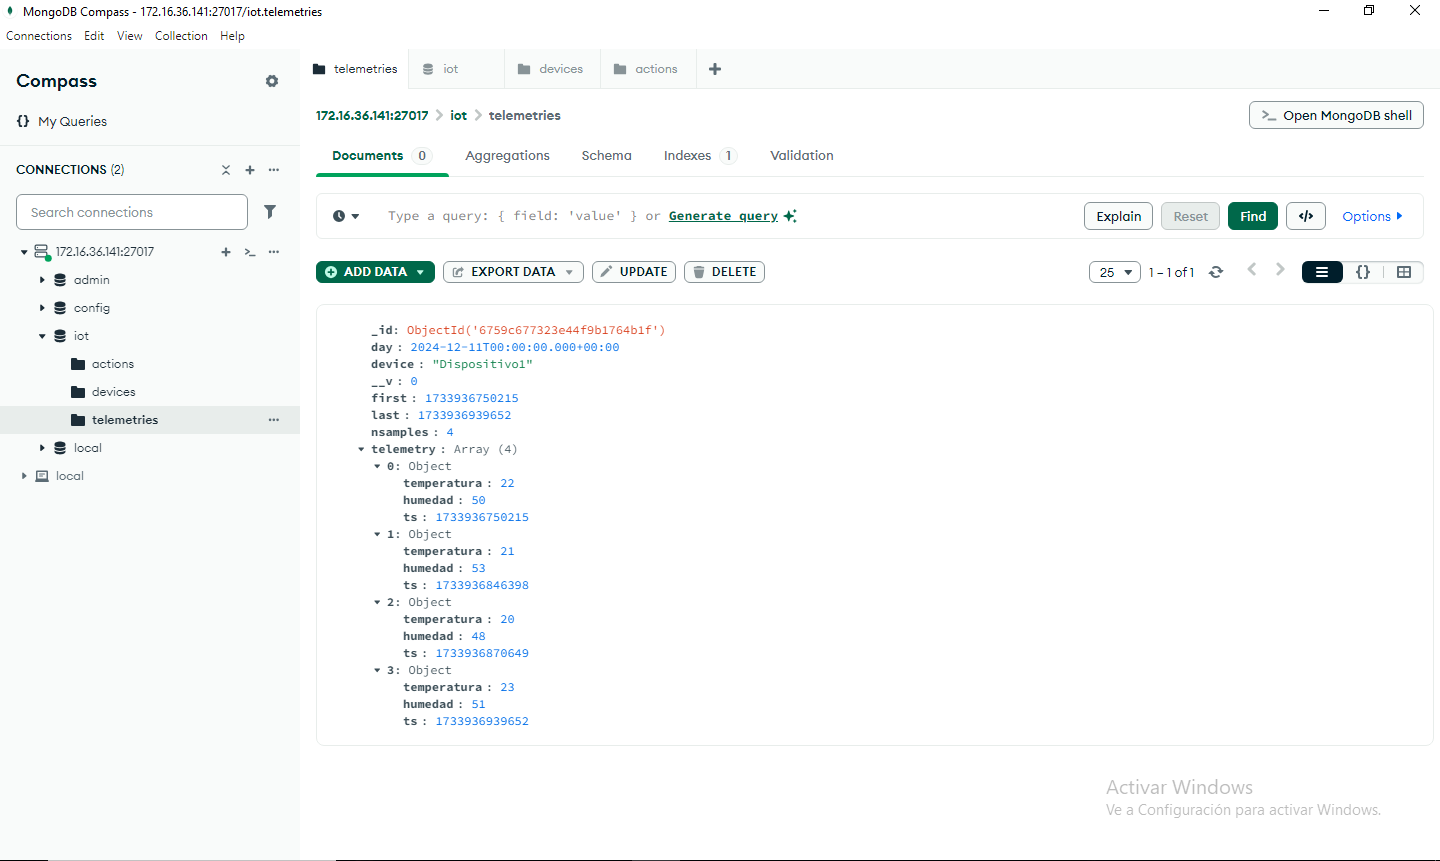 MongoDB Compass - 172.16.36.141:27017/iot.telemetries
Connections Edit View Collection Help
Compass
{} My Queries
CONNECTIONS (2)
Search connections
172.16.36.141:27017
admin
config
iot
actions
devices
telemetries
local
local
telemetries iot devices actions
172.16.36.141:27017 > iot > telemetries
>_ Open MongoDB shell
Documents 0 Aggregations Schema Indexes 1 Validation
Type a query: { field: 'value' } or Generate query
Explain Reset Find </> Options
ADD DATA EXPORT DATA UPDATE DELETE
25 1 – 1 of 1
_id: ObjectId('6759c677323e44f9b1764b1f')
day : 2024-12-11T00:00:00.000+00:00
device : "Dispositivo1"
__v : 0
first : 1733936750215
last : 1733936939652
nsamples : 4
telemetry : Array (4)
0: Object
temperatura : 22
humedad : 50
ts : 1733936750215
1: Object
temperatura : 21
humedad : 53
ts : 1733936846398
2: Object
temperatura : 20
humedad : 48
ts : 1733936870649
3: Object
temperatura : 23
humedad : 51
ts : 1733936939652
Activar Windows
Ve a Configuración para activar Windows.